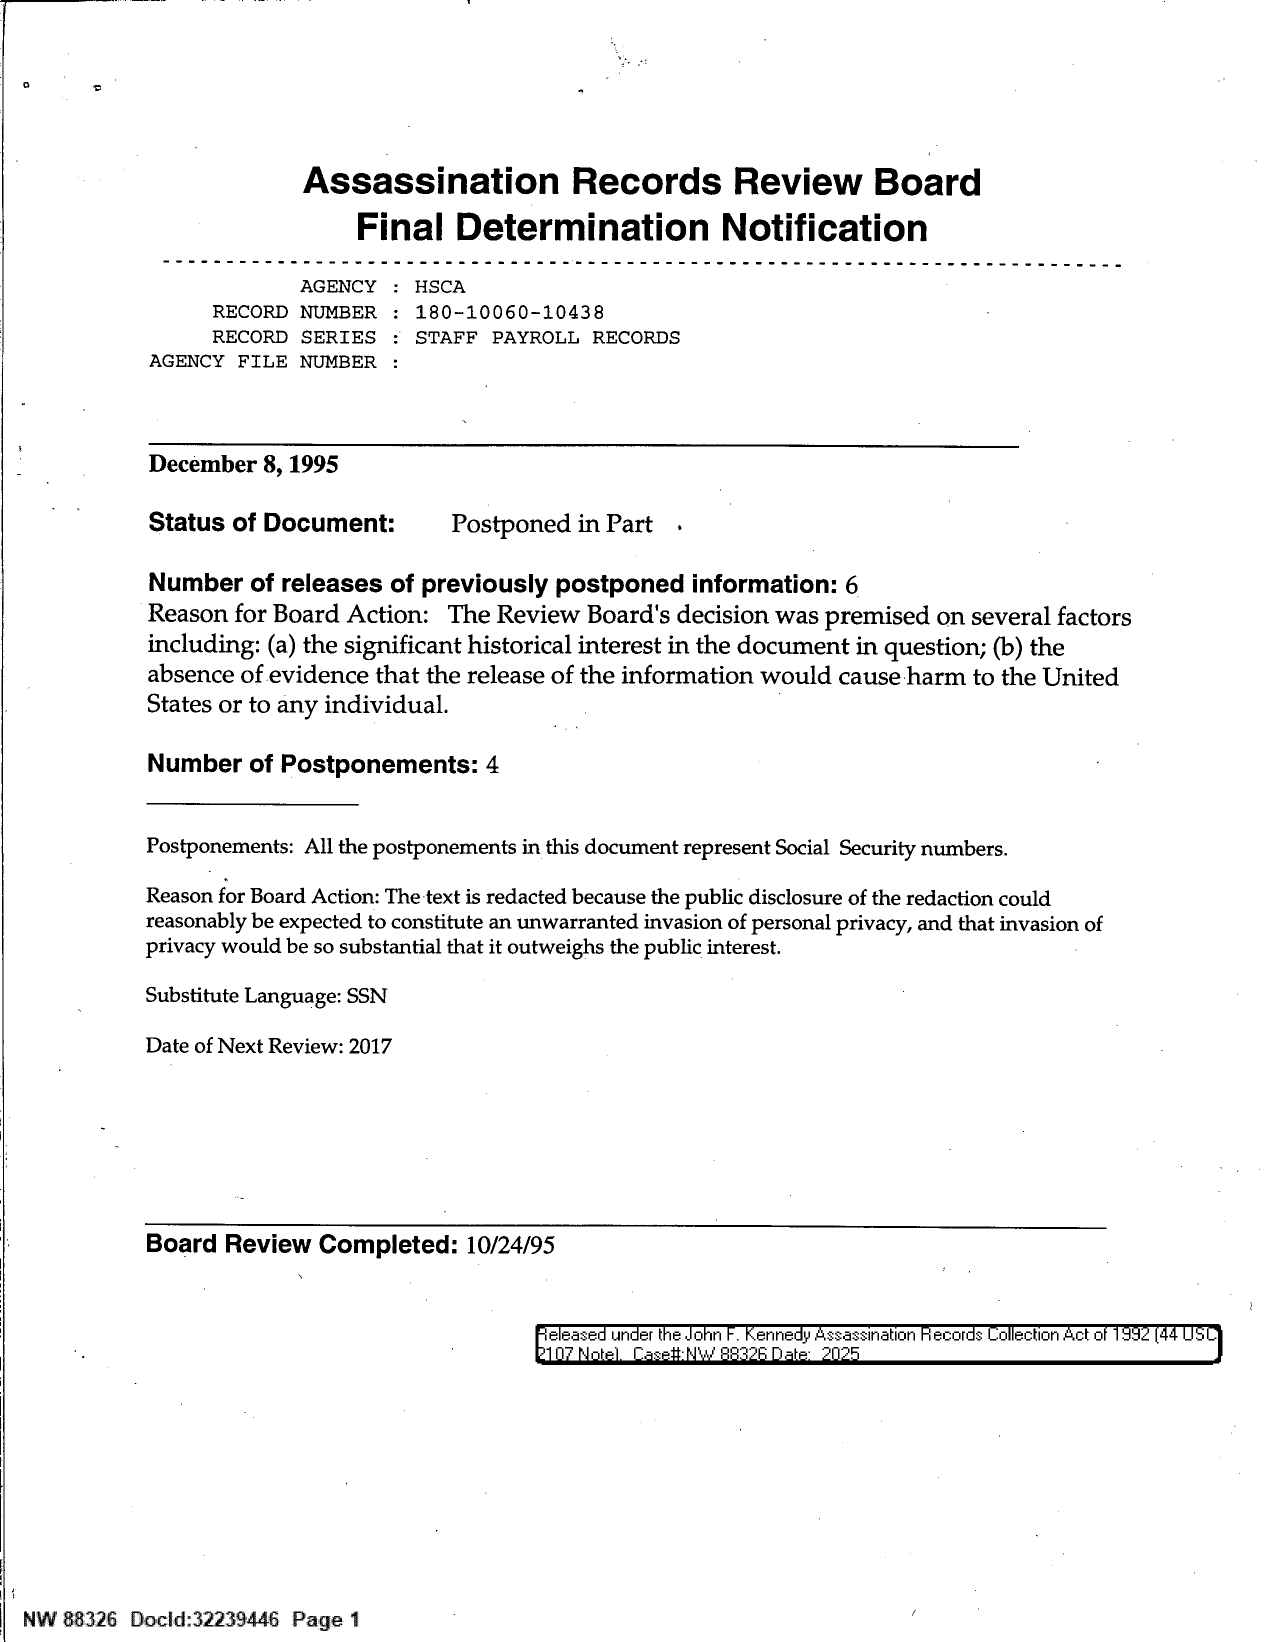 Assassination Records Review Board
Final Determination Notification
AGENCY : HSCA
RECORD NUMBER : 180-10060-10438
RECORD SERIES : STAFF PAYROLL RECORDS
AGENCY FILE NUMBER :
December 8, 1995
Status of Document: Postponed in Part
Number of releases of previously postponed information: 6
Reason for Board Action: The Review Board's decision was premised on several factors
including: (a) the significant historical interest in the document in question; (b) the
absence of evidence that the release of the information would cause harm to the United
States or to any individual.
Number of Postponements: 4
Postponements: All the postponements in this document represent Social Security numbers.
Reason for Board Action: The text is redacted because the public disclosure of the redaction could
reasonably be expected to constitute an unwarranted invasion of personal privacy, and that invasion of
privacy would be so substantial that it outweighs the public interest.
Substitute Language: SSN
Date of Next Review: 2017
Board Review Completed: 10/24/95
Released under the John F. Kennedy Assassination Records Collection Act of 1992 (44 USC
2107 Note). Case#:NW 88326 Date: 2025
NW 88326 DocId:32239446 Page 1